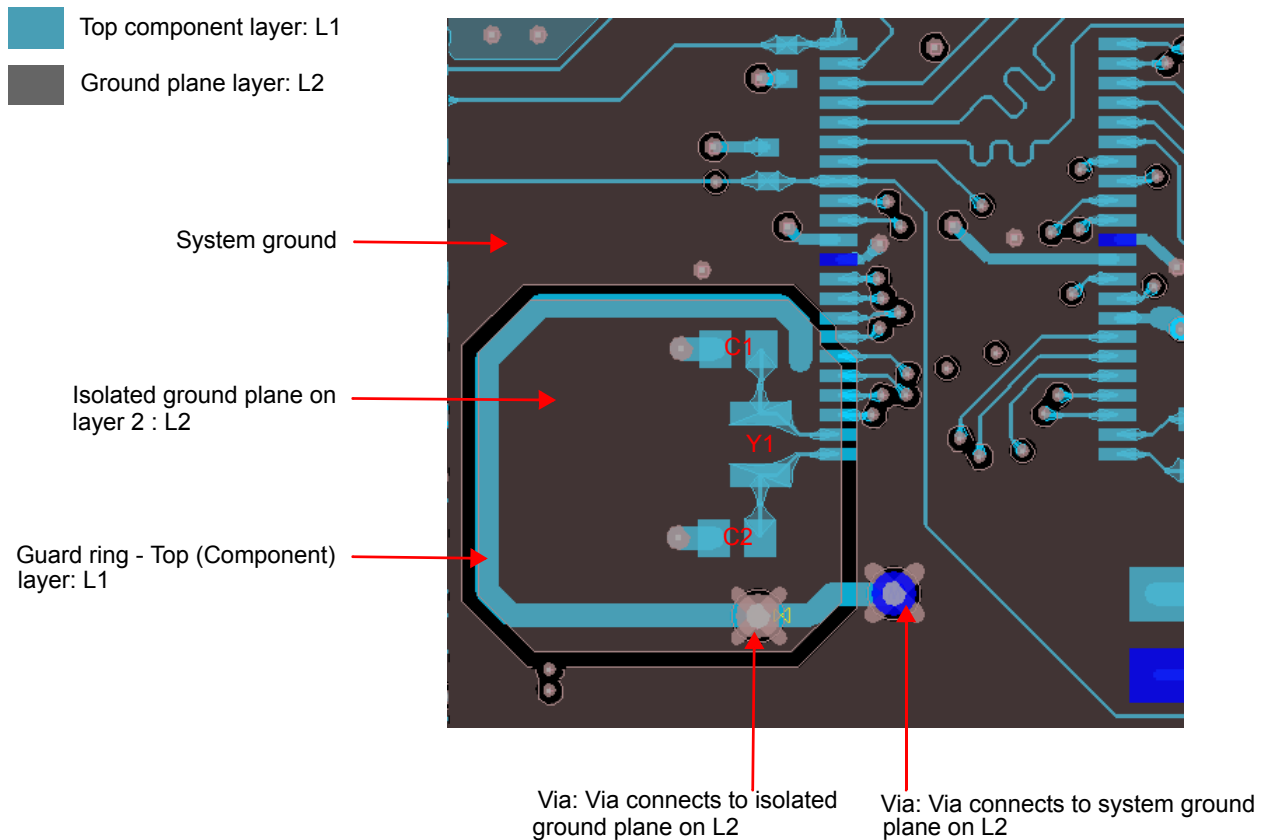 Top component layer: L1
Ground plane layer: L2
System ground
C1
Isolated ground plane on
layer 2 : L2
Y1
C2
Guard ring - Top (Component)
layer: L1
Via: Via connects to isolated
ground plane on L2
Via: Via connects to system ground
plane on L2